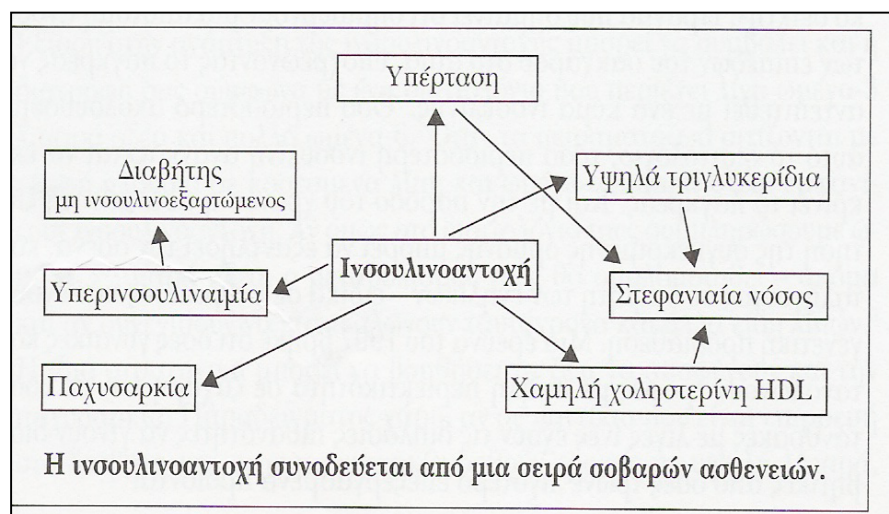 Υπέρταση
Διαβήτης
μη ινσουλινοεξαρτώμενος
Υψηλά τριγλυκερίδια
Ινσουλινοαντοχή
Υπερινσουλιναιμία
Στεφανιαία νόσος
Παχυσαρκία
Χαμηλή χοληστερίνη HDL
Η ινσουλινοαντοχή συνοδεύεται από μια σειρά σοβαρών ασθενειών.